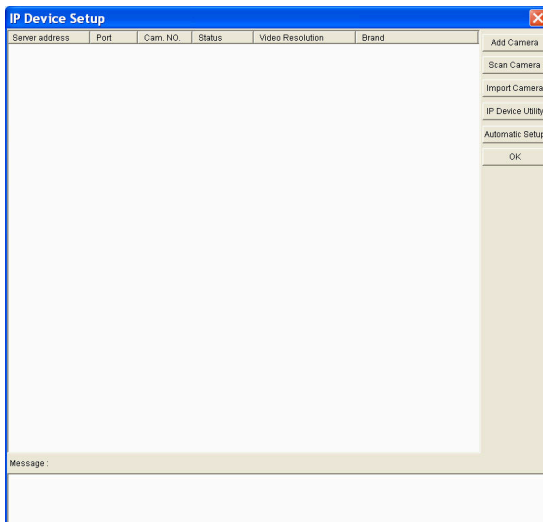 IP Device Setup
Server address Port Cam. NO. Status Video Resolution Brand
Add Camera
Scan Camera
Import Camera
IP Device Utility
Automatic Setup
OK
Message :